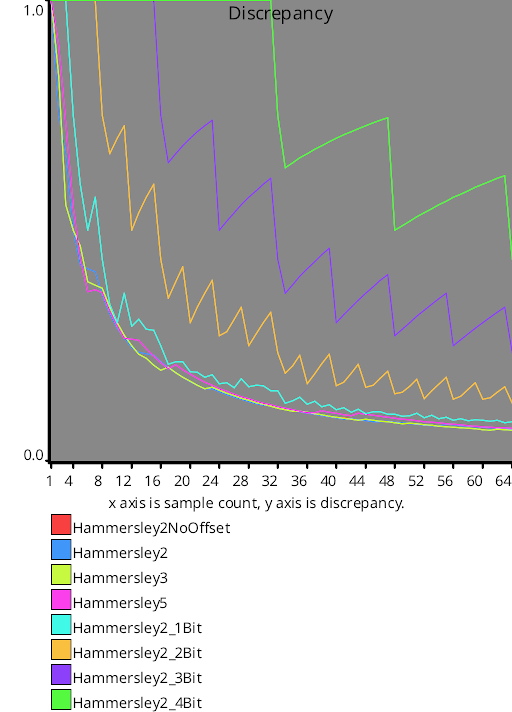 Discrepancy
1.0
0.0
1 4 8 12 16 20 24 28 32 36 40 44 48 52 56 60 64
x axis is sample count, y axis is discrepancy.
Hammersley2NoOffset
Hammersley2
Hammersley3
Hammersley5
Hammersley2_1Bit
Hammersley2_2Bit
Hammersley2_3Bit
Hammersley2_4Bit